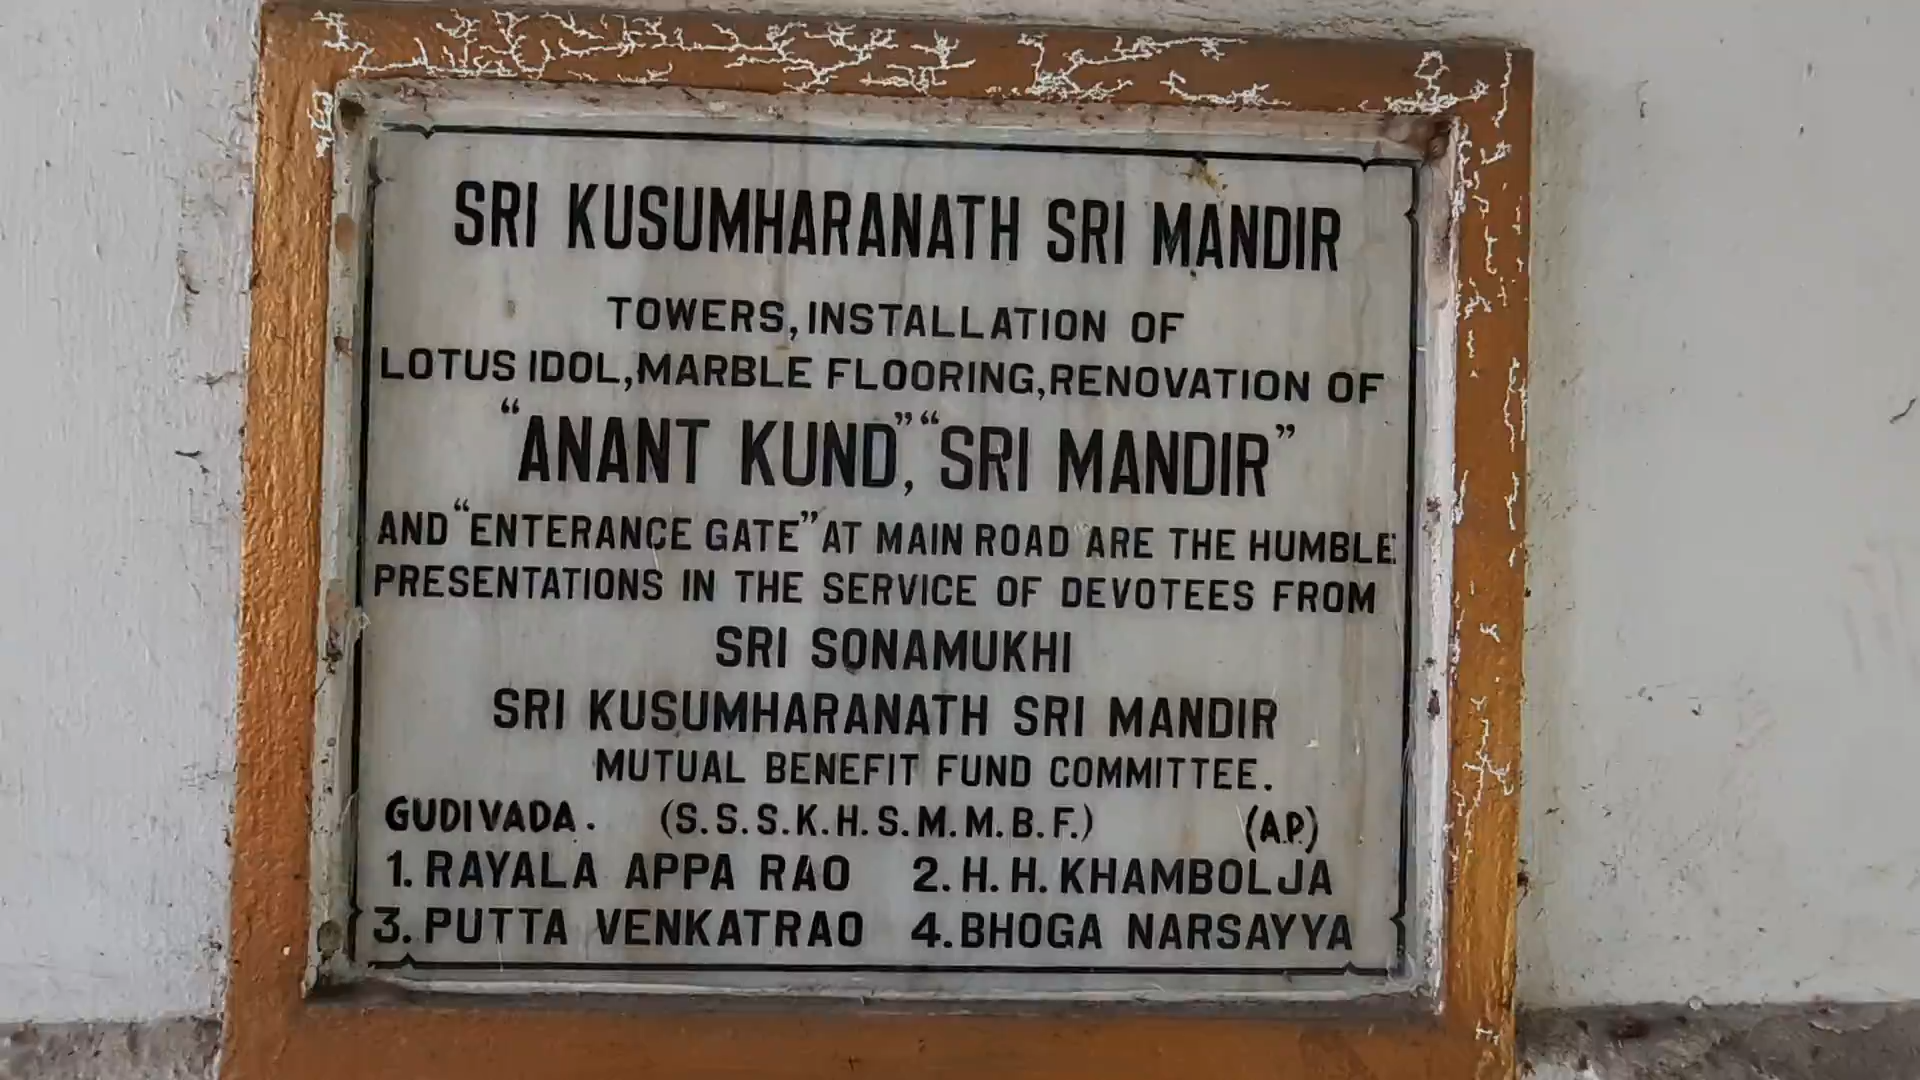 SRI KUSUMHARANATH SRI MANDIR
TOWERS, INSTALLATION OF
LOTUS IDOL, MARBLE FLOORING, RENOVATION OF
"ANANT KUND", "SRI MANDIR"
AND "ENTERANCE GATE" AT MAIN ROAD ARE THE HUMBLE
PRESENTATIONS IN THE SERVICE OF DEVOTEES FROM
SRI SONAMUKHI
SRI KUSUMHARANATH SRI MANDIR
MUTUAL BENEFIT FUND COMMITTEE.
GUDIVADA. (S.S.S.K.H.S.M.M.B.F.) (A.P.)
1. RAYALA APPA RAO 2. H. H. KHAMBOLJA
3. PUTTA VENKATRAO 4. BHOGA NARSAYYA